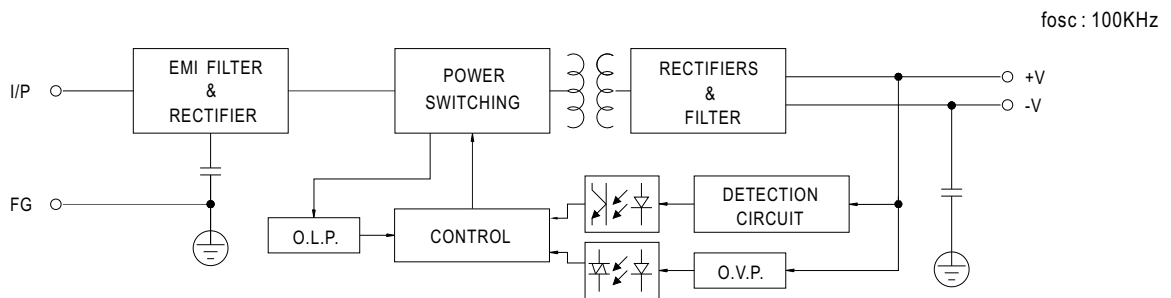 fosc : 100KHz
I/P
EMI FILTER
&
RECTIFIER
POWER
SWITCHING
RECTIFIERS
&
FILTER
+V
-V
FG
O.L.P.
CONTROL
DETECTION
CIRCUIT
O.V.P.